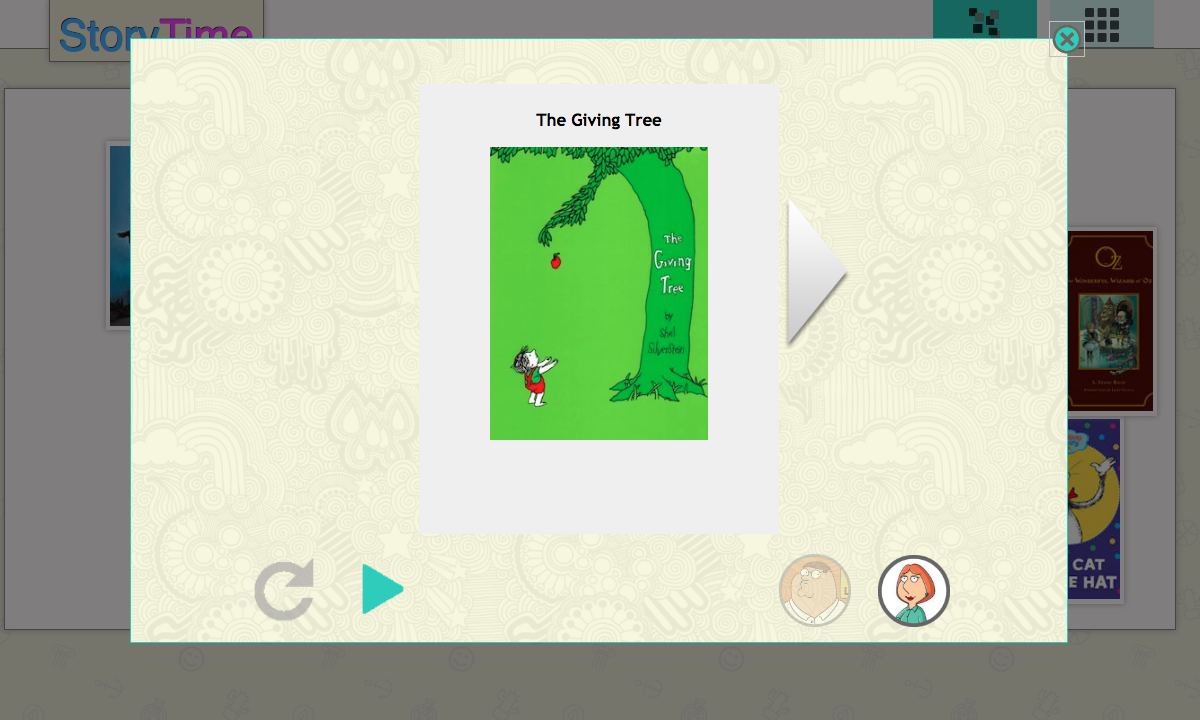 StoryTime
The Giving Tree
The
Giving
Tree
by
Shel
Silverstein
OZ
The Wonderful Wizard of Oz
L. Frank Baum
CAT
E HAT